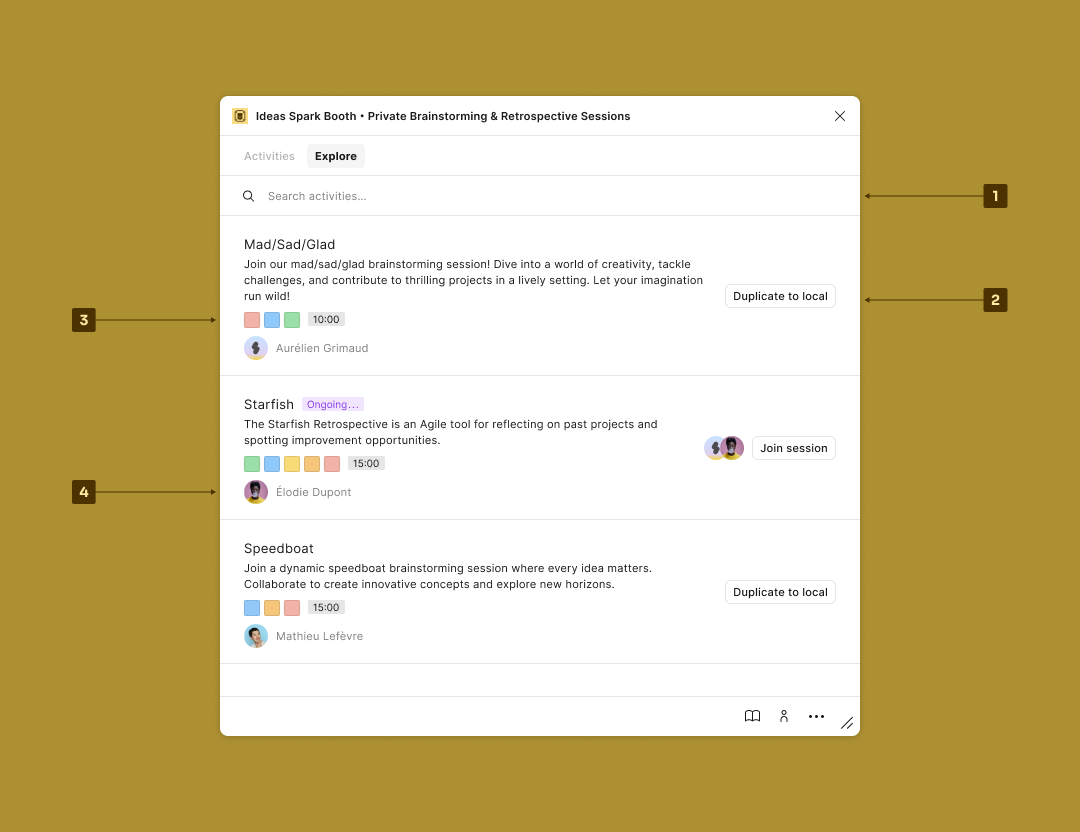 Ideas Spark Booth • Private Brainstorming & Retrospective Sessions
Activities
Explore
Search activities...
1
Mad/Sad/Glad
Join our mad/sad/glad brainstorming session! Dive into a world of creativity, tackle
challenges, and contribute to thrilling projects in a lively setting. Let your imagination
run wild!
Duplicate to local
2
3
10:00
Aurélien Grimaud
Starfish
Ongoing...
The Starfish Retrospective is an Agile tool for reflecting on past projects and
spotting improvement opportunities.
Join session
15:00
4
Élodie Dupont
Speedboat
Join a dynamic speedboat brainstorming session where every idea matters.
Collaborate to create innovative concepts and explore new horizons.
Duplicate to local
15:00
Mathieu Lefèvre